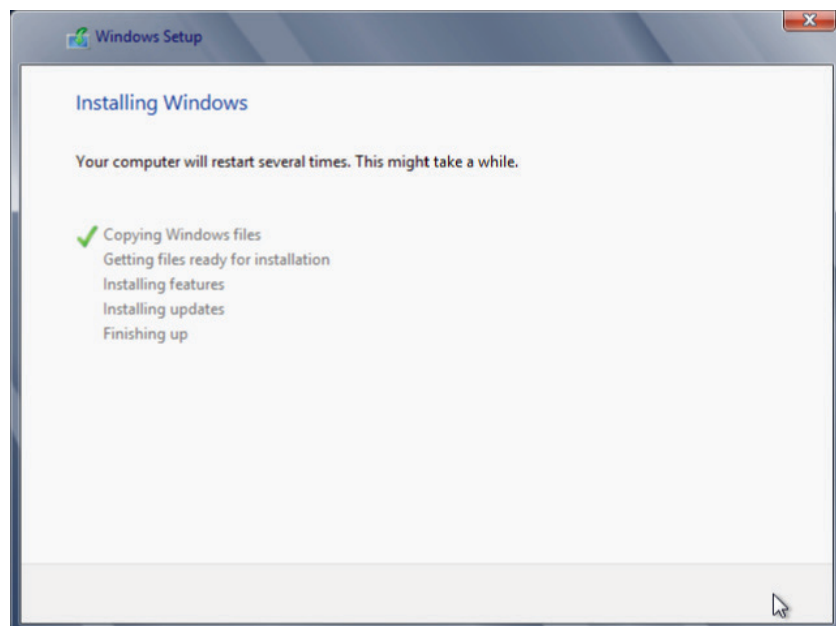 Windows Setup
Installing Windows
Your computer will restart several times. This might take a while.
Copying Windows files
Getting files ready for installation
Installing features
Installing updates
Finishing up